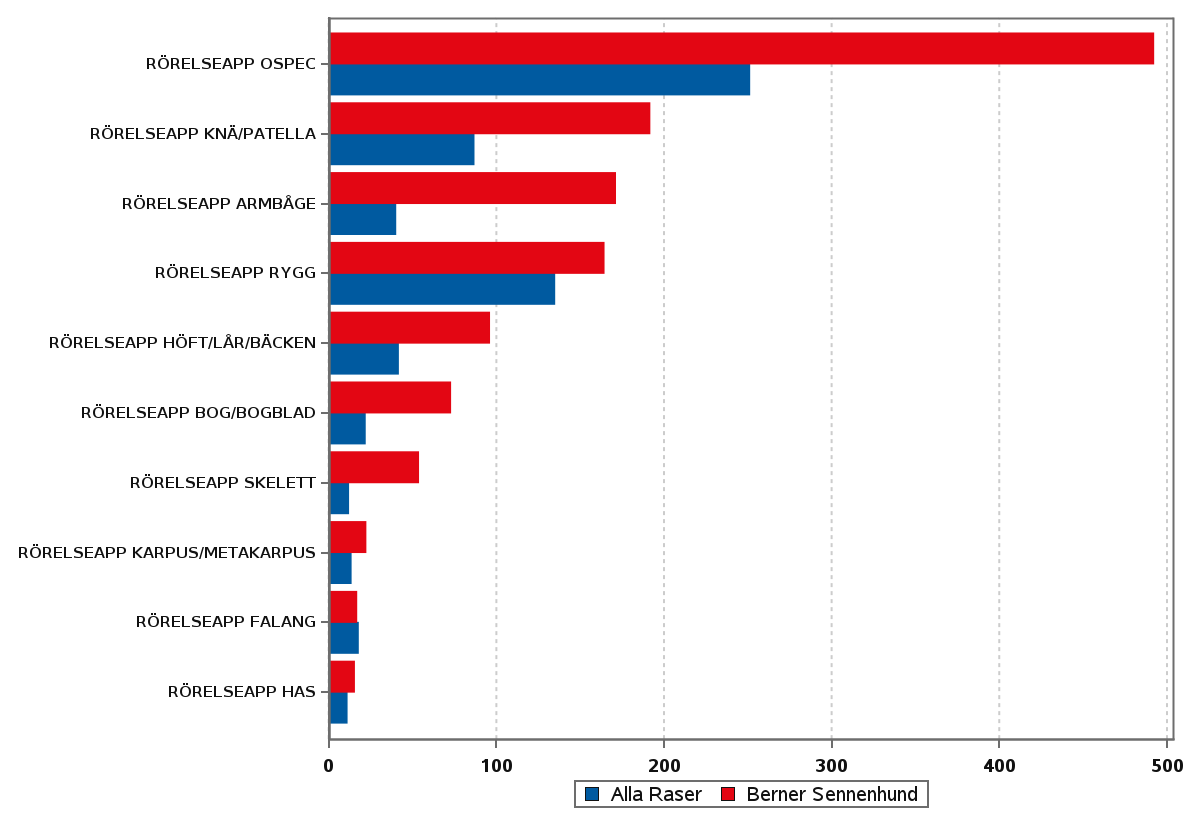 RÖRELSEAPP OSPEC
RÖRELSEAPP KNÄ/PATELLA
RÖRELSEAPP ARMBÅGE
RÖRELSEAPP RYGG
RÖRELSEAPP HÖFT/LÅR/BÄCKEN
RÖRELSEAPP BOG/BOGBLAD
RÖRELSEAPP SKELETT
RÖRELSEAPP KARPUS/METAKARPUS
RÖRELSEAPP FALANG
RÖRELSEAPP HAS
0 100 200 300 400 500
Alla Raser Berner Sennenhund